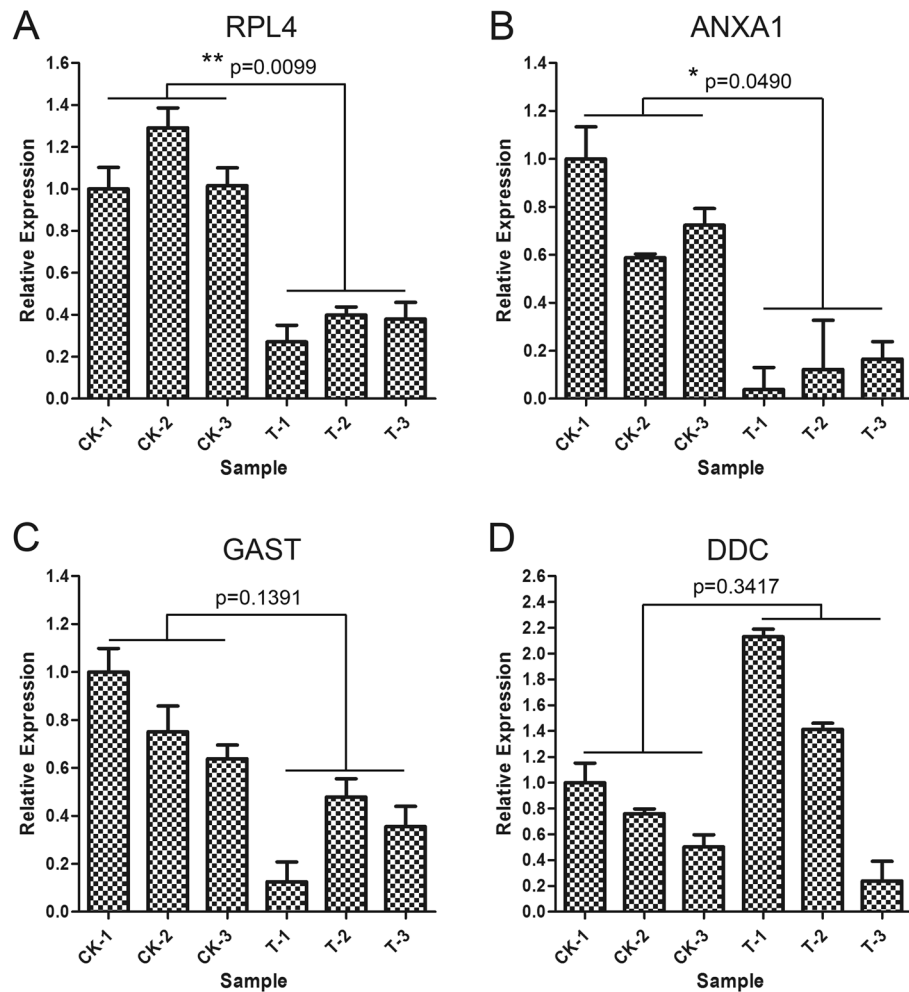 A
RPL4
** p=0.0099
Relative Expression
1.6
1.4
1.2
1.0
0.8
0.6
0.4
0.2
0.0
CK-1
CK-2
CK-3
T-1
T-2
T-3
Sample
B
ANXA1
* p=0.0490
Relative Expression
1.4
1.2
1.0
0.8
0.6
0.4
0.2
0.0
CK-1
CK-2
CK-3
T-1
T-2
T-3
Sample
C
GAST
p=0.1391
Relative Expression
1.4
1.2
1.0
0.8
0.6
0.4
0.2
0.0
CK-1
CK-2
CK-3
T-1
T-2
T-3
Sample
D
DDC
p=0.3417
Relative Expression
2.6
2.4
2.2
2.0
1.8
1.6
1.4
1.2
1.0
0.8
0.6
0.4
0.2
0.0
CK-1
CK-2
CK-3
T-1
T-2
T-3
Sample